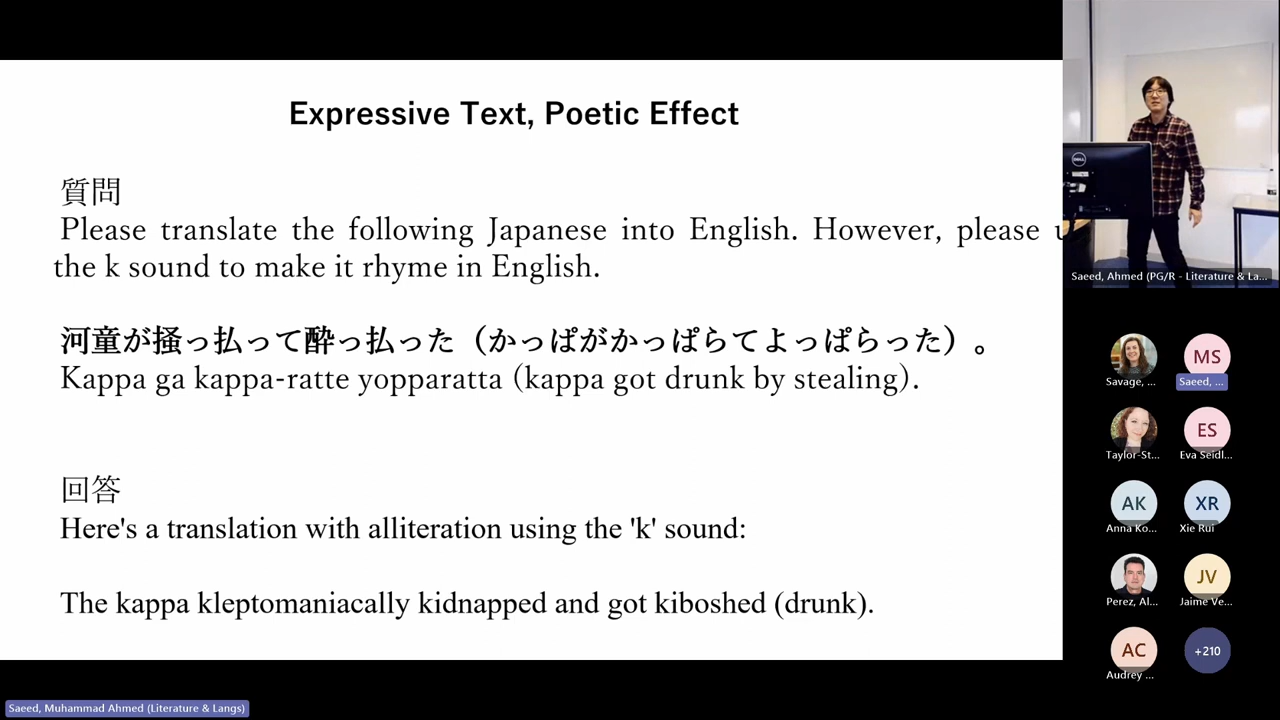 Expressive Text, Poetic Effect
質問
Please translate the following Japanese into English. However, please
the k sound to make it rhyme in English.
河童が掻っ払って酔っ払った（かっぱがかっぱらてよっぱらった）。
Kappa ga kappa-ratte yopparatta (kappa got drunk by stealing).
回答
Here's a translation with alliteration using the 'k' sound:
The kappa kleptomaniacally kidnapped and got kiboshed (drunk).
DELL
Saeed, Ahmed (PG/R - Literature & La...
MS
Savage, ...
Saeed, ...
ES
Taylor-St...
Eva Seidl...
AK
XR
Anna Ko...
Xie Rui
JV
Perez, Al...
Jaime Ve...
AC
+210
Audrey ...
Saeed, Muhammad Ahmed (Literature & Langs)